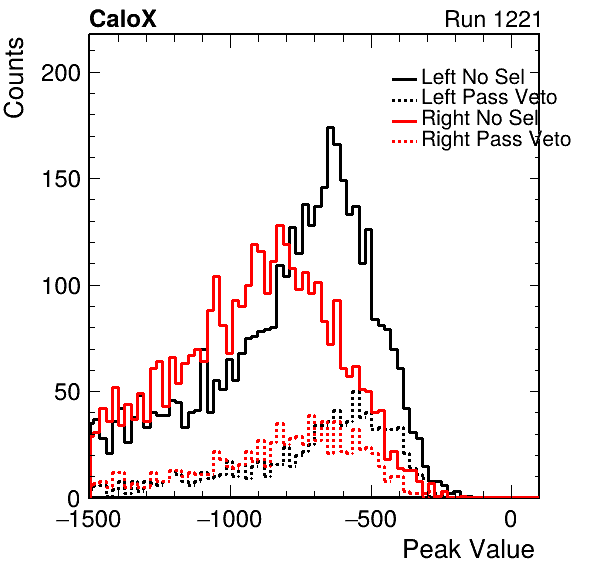 CaloX Run 1221
Counts
200
150
100
50
0
Left No Sel
Left Pass Veto
Right No Sel
Right Pass Veto
−1500 −1000 −500 0
Peak Value